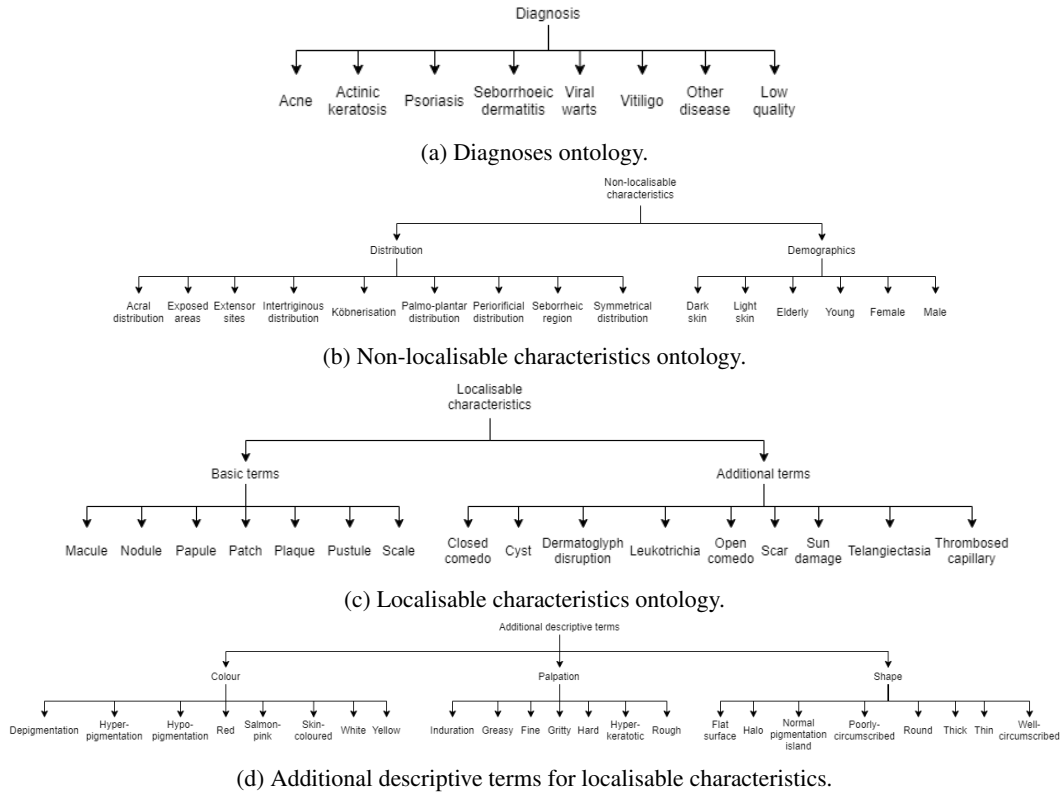 Diagnosis
Acne
Actinic
keratosis
Psoriasis
Seborrhoeic
dermatitis
Viral
warts
Vitiligo
Other
disease
Low
quality
(a) Diagnoses ontology.
Non-localisable
characteristics
Distribution
Demographics
Acral
distribution
Exposed
areas
Extensor
sites
Intertriginous
distribution
Köbnerisation
Palmo-plantar
distribution
Periorificial
distribution
Seborrheic
region
Symmetrical
distribution
Dark
skin
Light
skin
Elderly
Young
Female
Male
(b) Non-localisable characteristics ontology.
Localisable
characteristics
Basic terms
Additional terms
Macule
Nodule
Papule
Patch
Plaque
Pustule
Scale
Closed
comedo
Cyst
Dermatoglyph
disruption
Leukotrichia
Open
comedo
Scar
Sun
damage
Telangiectasia
Thrombosed
capillary
(c) Localisable characteristics ontology.
Additional descriptive terms
Colour
Palpation
Shape
Depigmentation
Hyper-
pigmentation
Hypo-
pigmentation
Red
Salmon-
pink
Skin-
coloured
White
Yellow
Induration
Greasy
Fine
Gritty
Hard
Hyper-
keratotic
Rough
Flat
surface
Halo
Normal
pigmentation
island
Poorly-
circumscribed
Round
Thick
Thin
Well-
circumscribed
(d) Additional descriptive terms for localisable characteristics.